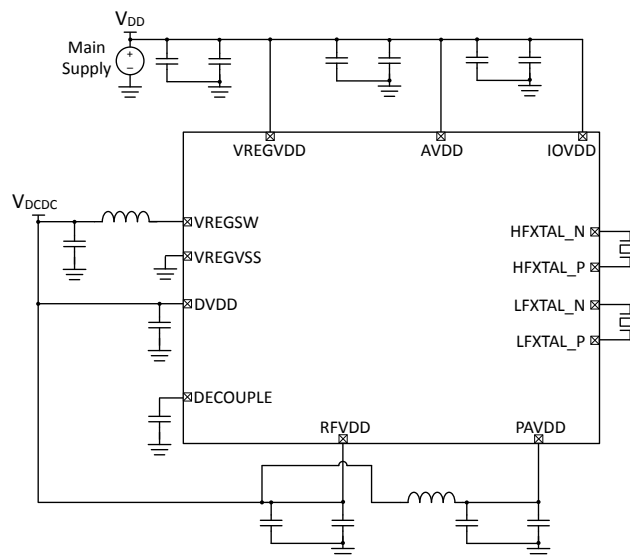 VDD
Main
Supply
+
−
VREGVDD
AVDD
IOVDD
VDCDC
VREGSW
HFXTAL_N
VREGVSS
HFXTAL_P
DVDD
LFXTAL_N
LFXTAL_P
DECOUPLE
RFVDD
PAVDD